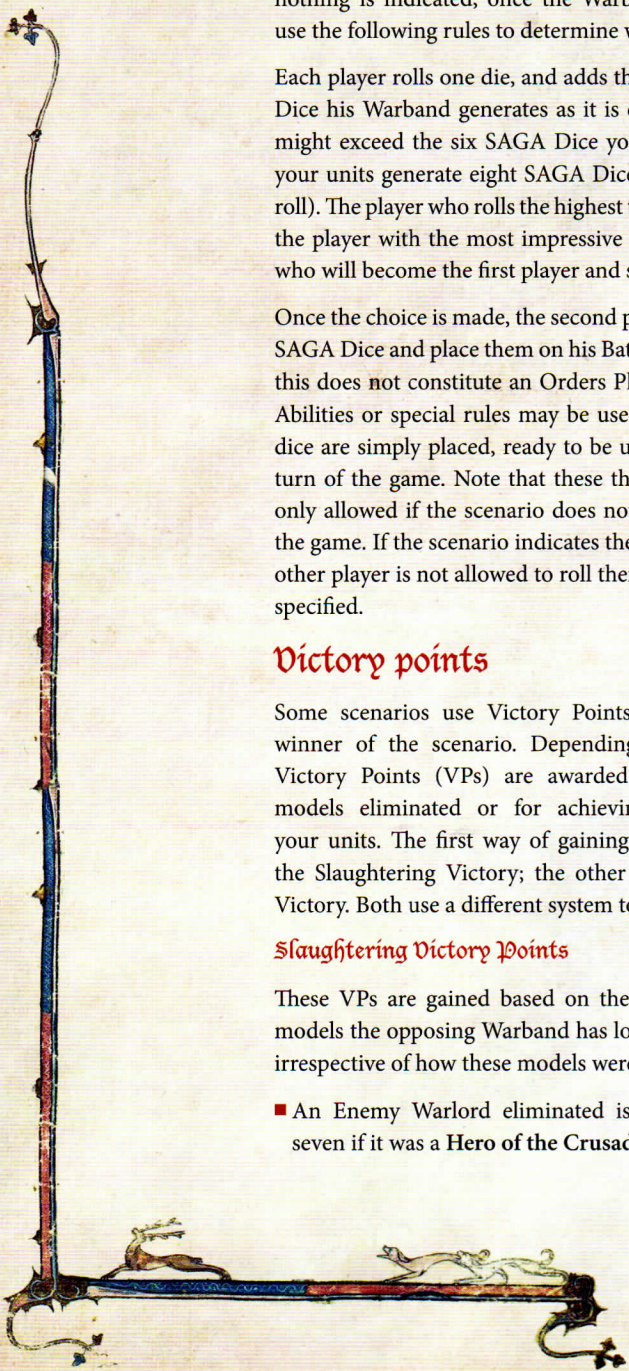 nothing is indicated, once the Warb
use the following rules to determine w
Each player rolls one die, and adds th
Dice his Warband generates as it is
might exceed the six SAGA Dice yo
your units generate eight SAGA Dice
roll). The player who rolls the highest
the player with the most impressive
who will become the first player and s
Once the choice is made, the second p
SAGA Dice and place them on his Bat
this does not constitute an Orders Pl
Abilities or special rules may be use
dice are simply placed, ready to be u
turn of the game. Note that these th
only allowed if the scenario does no
the game. If the scenario indicates the
other player is not allowed to roll the
specified.
Victory points
Some scenarios use Victory Points
winner of the scenario. Depending
Victory Points (VPs) are awarded
models eliminated or for achievin
your units. The first way of gaining
the Slaughtering Victory; the other
Victory. Both use a different system to
Slaughtering Victory Points
These VPs are gained based on the
models the opposing Warband has lo
irrespective of how these models were
■ An Enemy Warlord eliminated is
seven if it was a Hero of the Crusad